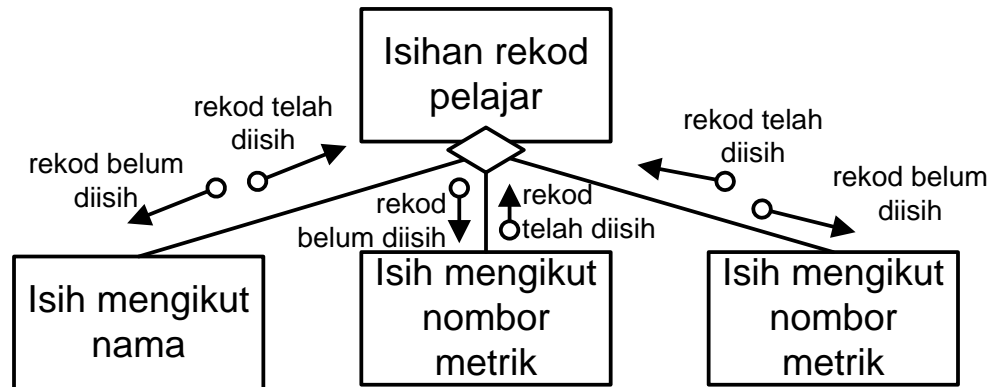 Isihan rekod
pelajar
rekod telah
diisih
rekod belum
diisih
rekod telah
diisih
rekod belum
diisih
rekod
belum diisih
rekod
telah diisih
Isih mengikut
nama
Isih mengikut
nombor
metrik
Isih mengikut
nombor
metrik